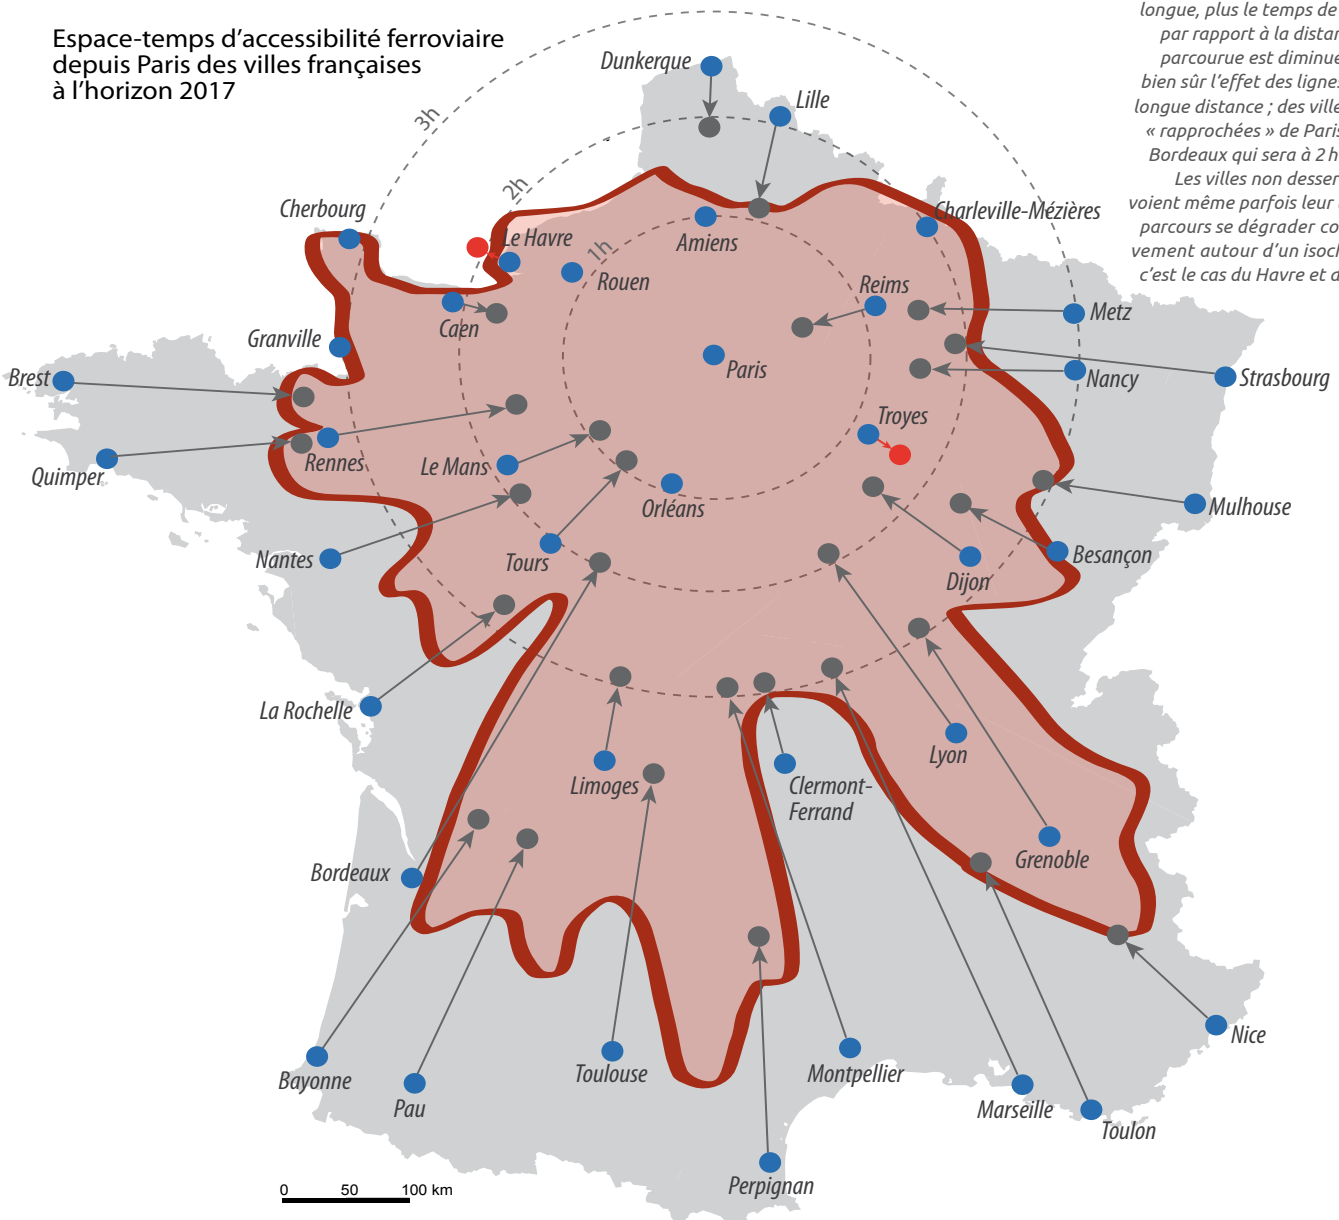 Espace-temps d'accessibilité ferroviaire
depuis Paris des villes françaises
à l'horizon 2017
longue, plus le temps de
par rapport à la distan
parcourue est diminué
bien sûr l'effet des lignes
longue distance ; des ville
« rapprochées » de Paris
Bordeaux qui sera à 2 h
Les villes non desser
voient même parfois leur
parcours se dégrader co
vement autour d'un isoch
c'est le cas du Havre et d
3h
2h
1h
Dunkerque
Lille
Cherbourg
Le Havre
Amiens
Charleville-Mézières
Rouen
Reims
Caen
Metz
Granville
Paris
Brest
Nancy
Strasbourg
Troyes
Rennes
Le Mans
Quimper
Orléans
Mulhouse
Nantes
Tours
Besançon
Dijon
La Rochelle
Lyon
Limoges
Clermont-
Ferrand
Bordeaux
Grenoble
Nice
Bayonne
Toulouse
Montpellier
Pau
Marseille
Toulon
Perpignan
0 50 100 km